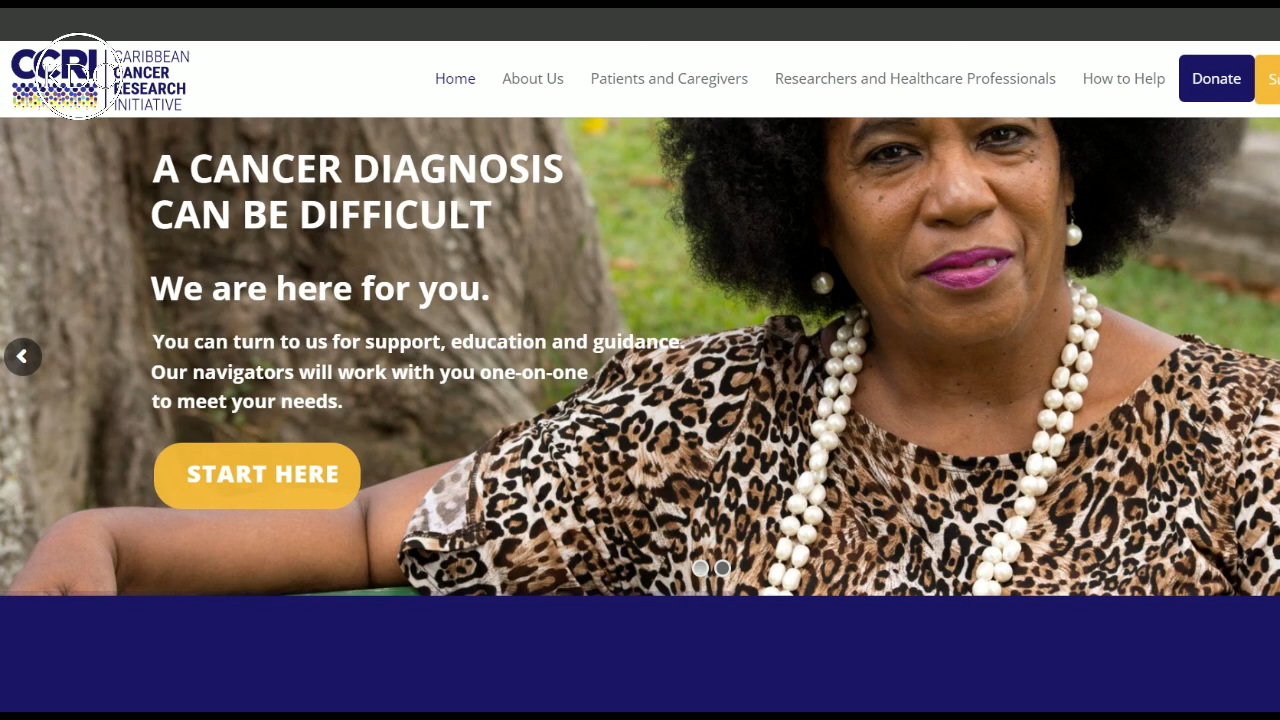 CCRI
CARIBBEAN
CANCER
RESEARCH
INITIATIVE
Home About Us Patients and Caregivers Researchers and Healthcare Professionals How to Help Donate
A CANCER DIAGNOSIS
CAN BE DIFFICULT
We are here for you.
You can turn to us for support, education and guidance.
Our navigators will work with you one-on-one
to meet your needs.
START HERE